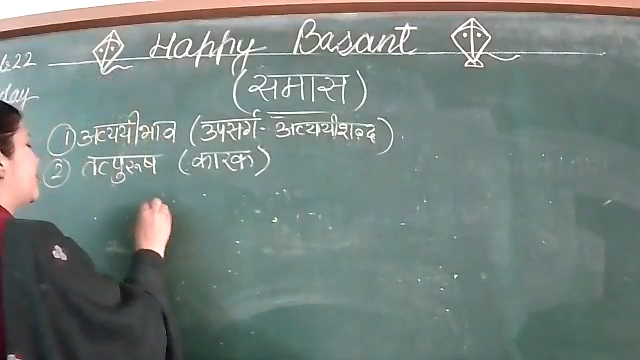 Happy Basant
(समास)
① अव्ययीभाव (उपसर्ग - अव्ययीशब्द)
② तत्पुरूष (कारक)